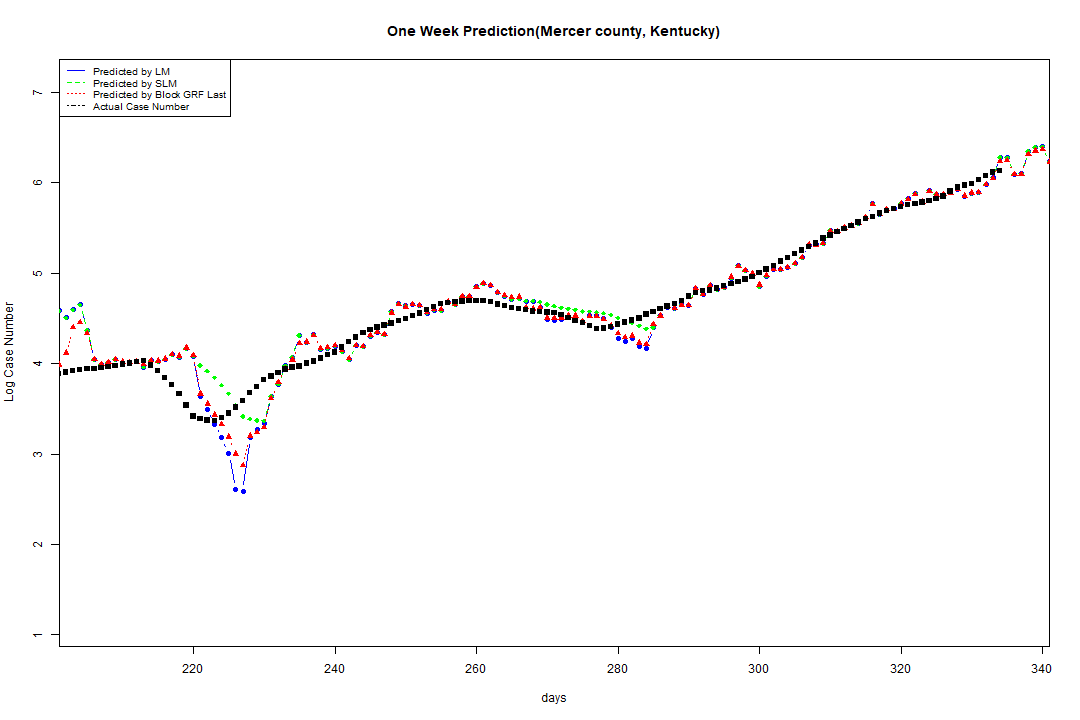 One Week Prediction(Mercer county, Kentucky)
Predicted by LM
Predicted by SLM
Predicted by Block GRF Last
Actual Case Number
Log Case Number
7
6
5
4
3
2
1
220 240 260 280 300 320 340
days